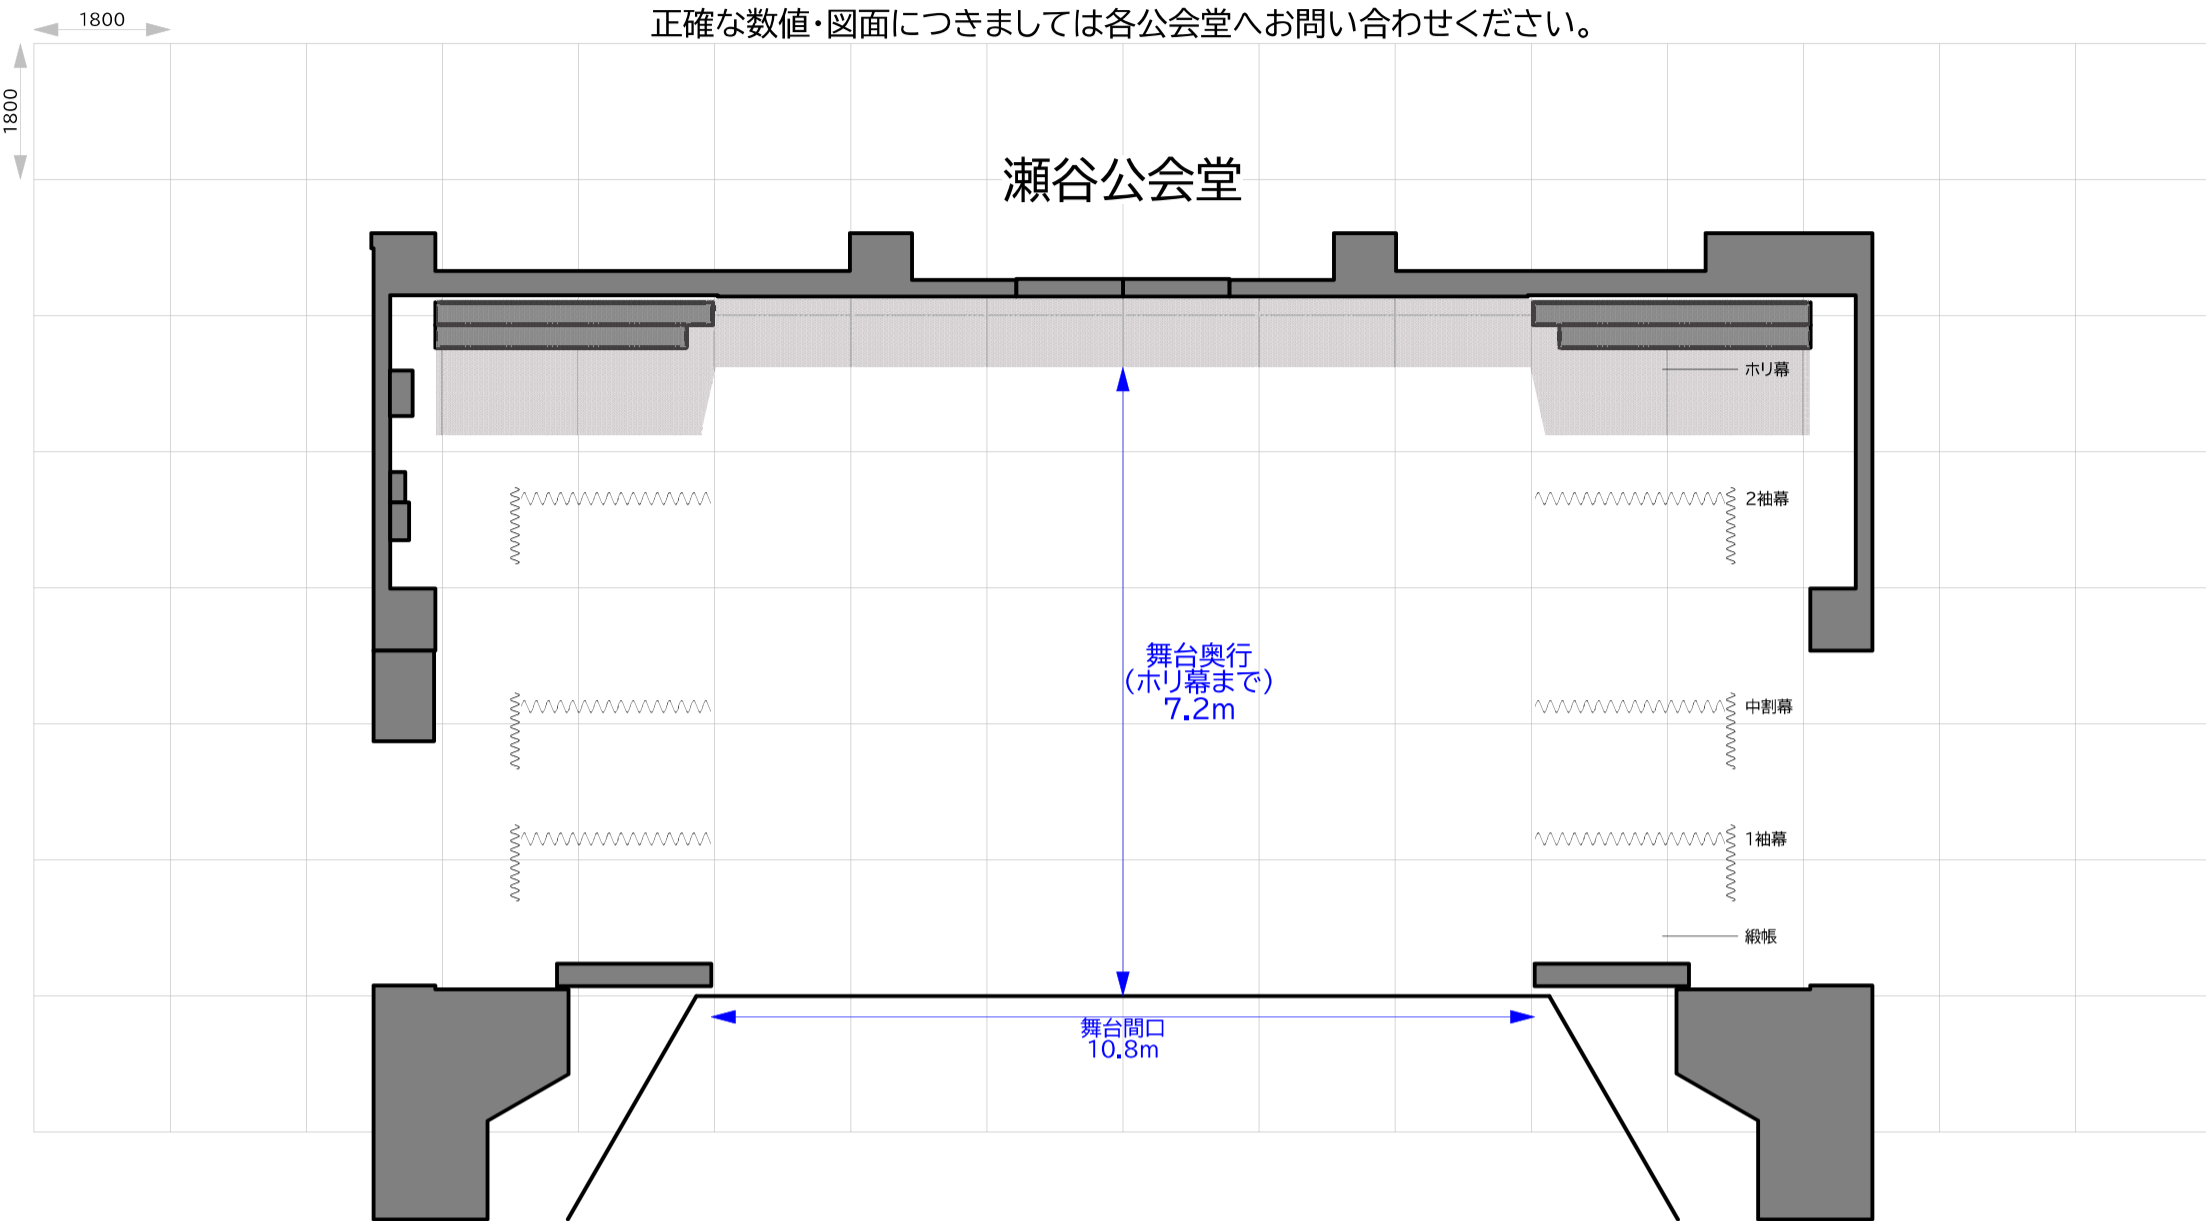 1800
正確な数値・図面につきましては各公会堂へお問い合わせください。
1800
瀬谷公会堂
ホリ幕
2袖幕
舞台奥行
(ホリ幕まで)
7.2m
中割幕
1袖幕
緞帳
舞台間口
10.8m